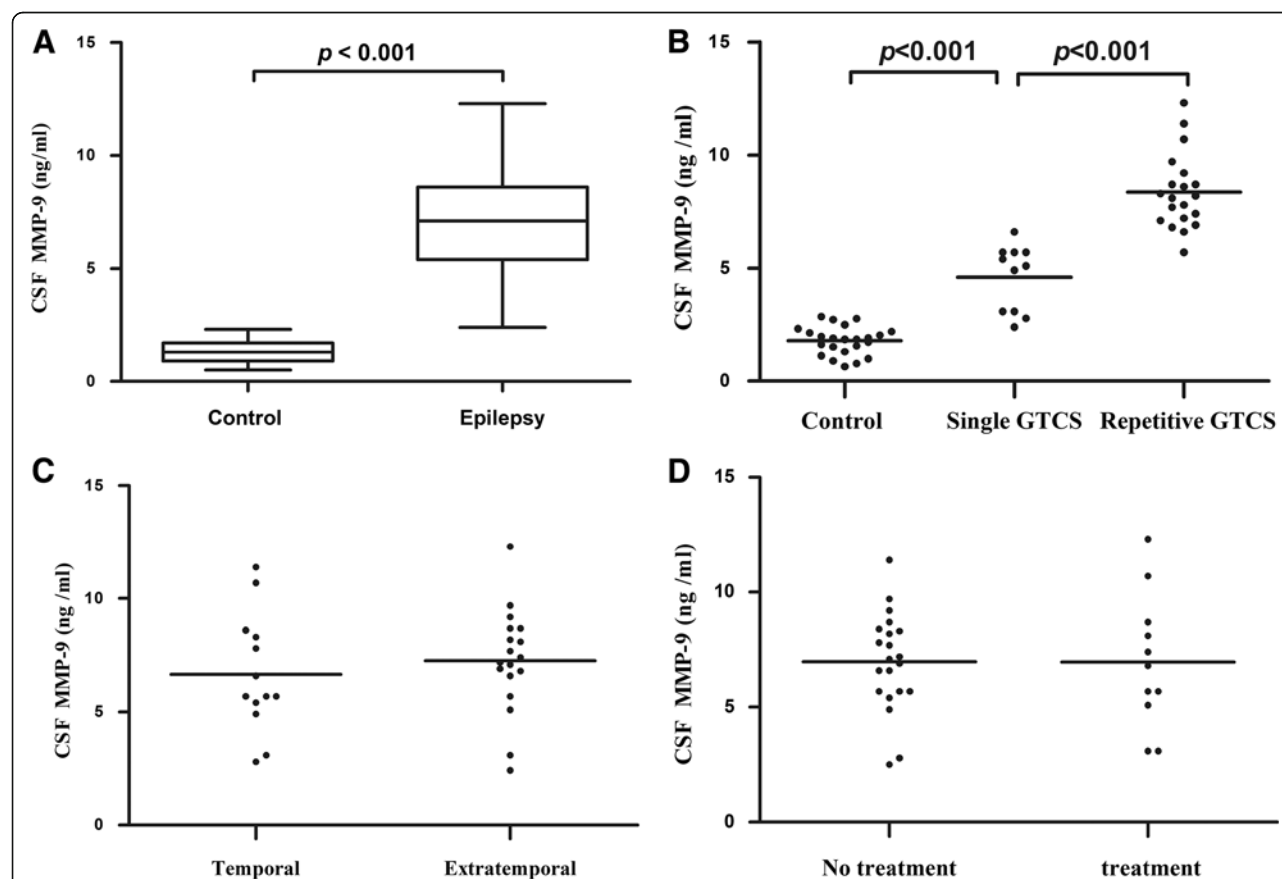 A
CSF MMP-9 (ng/ml)
15
10
5
0
p < 0.001
Control
Epilepsy
B
CSF MMP-9 (ng /ml)
15
10
5
0
p<0.001
p<0.001
Control
Single GTCS
Repetitive GTCS
C
CSF MMP-9 (ng /ml)
15
10
5
0
Temporal
Extratemporal
D
CSF MMP-9 (ng /ml)
15
10
5
0
No treatment
treatment